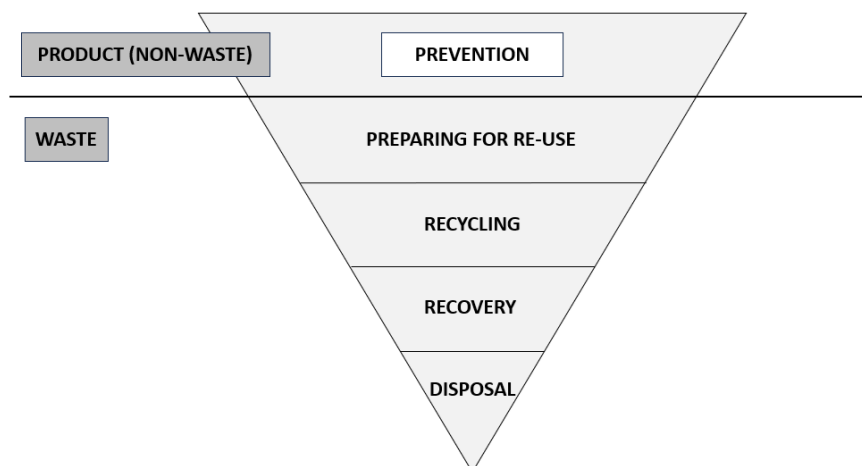 PRODUCT (NON-WASTE)
PREVENTION
WASTE
PREPARING FOR RE-USE
RECYCLING
RECOVERY
DISPOSAL